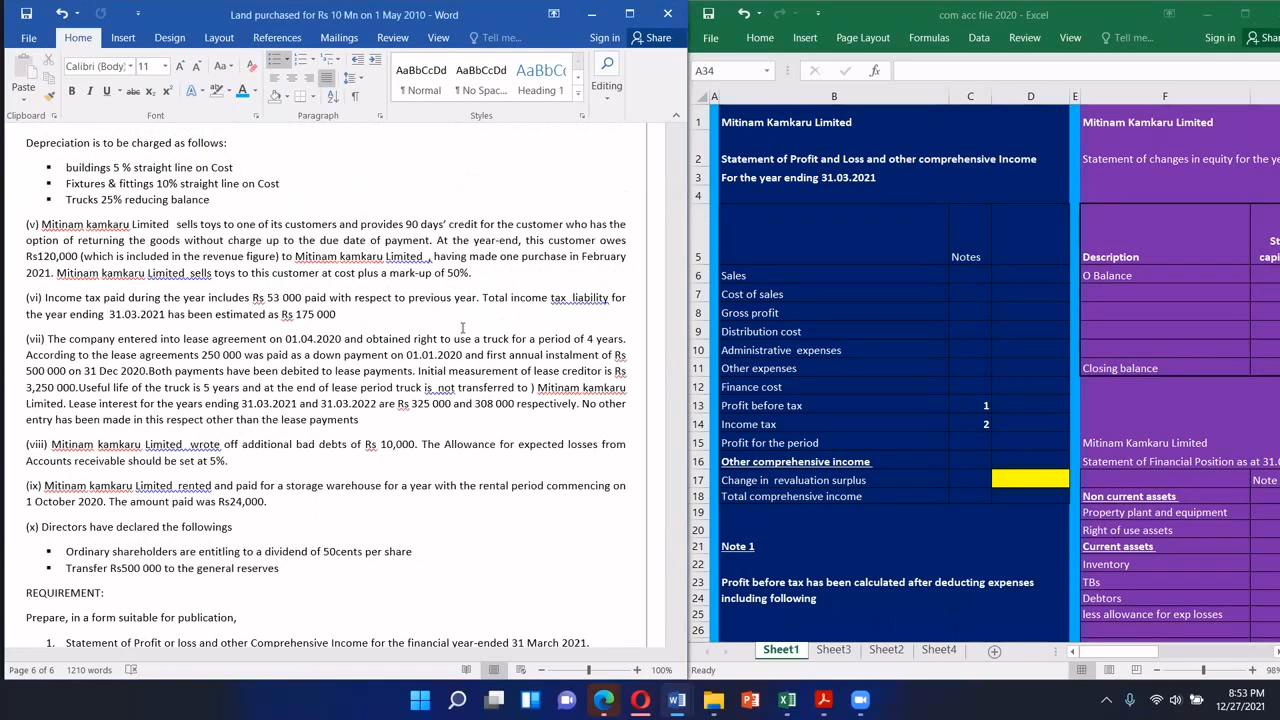 Land purchased for Rs 10 Mn on 1 May 2010 - Word
File Home Insert Design Layout References Mailings Review View Tell me... Sign in Share
Paste
Calibri (Body) 11
B I U abc x₂ x² A A A Aa
AaBbCcDd AaBbCcDd AaBbC
¶ Normal ¶ No Spac... Heading 1
Editing
Clipboard Font Paragraph Styles
Depreciation is to be charged as follows:
buildings 5 % straight line on Cost
Fixtures & fittings 10% straight line on Cost
Trucks 25% reducing balance
(v) Mitinam kamkaru Limited sells toys to one of its customers and provides 90 days' credit for the customer who has the
option of returning the goods without charge up to the due date of payment. At the year-end, this customer owes
Rs120,000 (which is included in the revenue figure) to Mitinam kamkaru Limited , having made one purchase in February
2021. Mitinam kamkaru Limited sells toys to this customer at cost plus a mark-up of 50%.
(vi) Income tax paid during the year includes Rs 53 000 paid with respect to previous year. Total income tax liability for
the year ending 31.03.2021 has been estimated as Rs 175 000
(vii) The company entered into lease agreement on 01.04.2020 and obtained right to use a truck for a period of 4 years.
According to the lease agreements 250 000 was paid as a down payment on 01.01.2020 and first annual instalment of Rs
500 000 on 31 Dec 2020.Both payments have been debited to lease payments. Initial measurement of lease creditor is Rs
3,250 000.Useful life of the truck is 5 years and at the end of lease period truck is not transferred to ) Mitinam kamkaru
Limited. Lease interest for the years ending 31.03.2021 and 31.03.2022 are Rs 325 000 and 308 000 respectively. No other
entry has been made in this respect other than the lease payments
(viii) Mitinam kamkaru Limited wrote off additional bad debts of Rs 10,000. The Allowance for expected losses from
Accounts receivable should be set at 5%.
(ix) Mitinam kamkaru Limited rented and paid for a storage warehouse for a year with the rental period commencing on
1 October 2020. The amount paid was Rs24,000.
(x) Directors have declared the followings
Ordinary shareholders are entitling to a dividend of 50cents per share
Transfer Rs500 000 to the general reserves
REQUIREMENT:
Prepare, in a form suitable for publication,
1. Statement of Profit or loss and other Comprehensive Income for the financial year-ended 31 March 2021.
Page 6 of 6 1210 words 100%
com acc file 2020 - Excel
File Home Insert Page Layout Formulas Data Review View Tell me... Sign in Share
A34 fx
A B C D E F
1 Mitinam Kamkaru Limited Mitinam Kamkaru Limited
2 Statement of Profit and Loss and other comprehensive Income Statement of changes in equity for the ye
3 For the year ending 31.03.2021
4
5 Notes Description St
capi
6 Sales O Balance
7 Cost of sales
8 Gross profit
9 Distribution cost
10 Administrative expenses
11 Other expenses Closing balance
12 Finance cost
13 Profit before tax 1
14 Income tax 2
15 Profit for the period Mitinam Kamkaru Limited
16 Other comprehensive income Statement of Financial Position as at 31.0
17 Change in revaluation surplus Note
18 Total comprehensive income Non current assets
19 Property plant and equipment
20 Right of use assets
21 Note 1 Current assets
22 Inventory
23 Profit before tax has been calculated after deducting expenses TBs
24 including following Debtors
25 less allowance for exp losses
26
Sheet1 Sheet3 Sheet2 Sheet4
Ready 98%
8:53 PM
12/27/2021